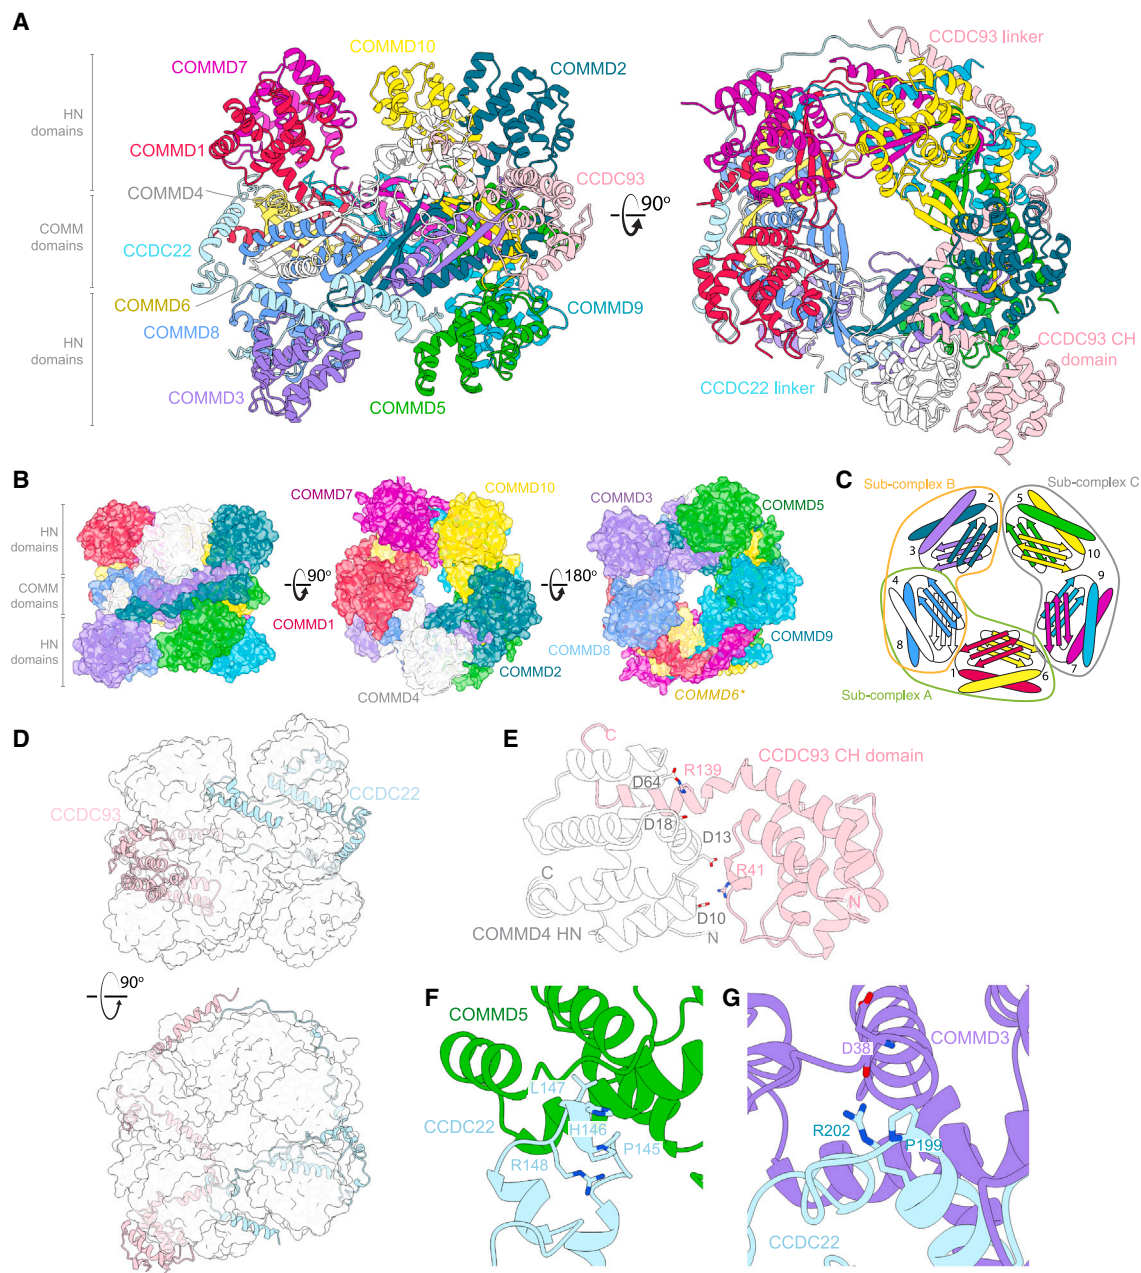 A
COMMD7
COMMD10
COMMD2
CCDC93 linker
HN
domains
COMMD1
COMMD4
CCDC93
90°
COMM
domains
CCDC22
COMMD6
COMMD9
COMMD8
HN
domains
COMMD3
COMMD5
CCDC22 linker
CCDC93 CH
domain
B
COMMD7
COMMD10
COMMD3
COMMD5
HN
domains
COMM
domains
HN
domains
90°
180°
COMMD1
COMMD2
COMMD4
COMMD8
COMMD9
COMMD6*
C
Sub-complex B
Sub-complex C
2
5
3
10
4
9
8
1
6
7
Sub-complex A
D
CCDC93
CCDC22
90°
E
C
R139
CCDC93 CH domain
D64
D18
D13
C
R41
D10
N
COMMD4 HN
N
F
COMMD5
L147
CCDC22
H146
P145
R148
G
D38
COMMD3
R202
P199
CCDC22